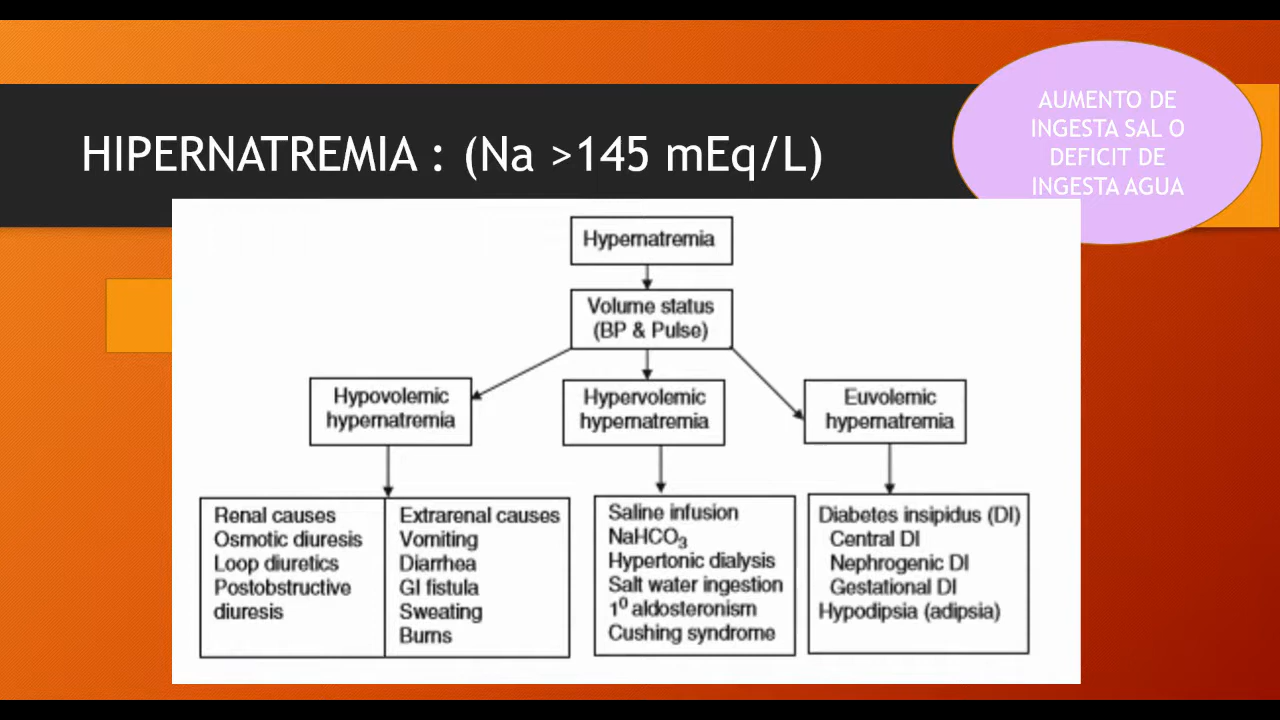 HIPERNATREMIA : (Na >145 mEq/L)
AUMENTO DE
INGESTA SAL O
DEFICIT DE
INGESTA AGUA
Hypernatremia
Volume status
(BP & Pulse)
Hypovolemic
hypernatremia
Hypervolemic
hypernatremia
Euvolemic
hypernatremia
Renal causes
Osmotic diuresis
Loop diuretics
Postobstructive
diuresis
Extrarenal causes
Vomiting
Diarrhea
GI fistula
Sweating
Burns
Saline infusion
NaHCO₃
Hypertonic dialysis
Salt water ingestion
1⁰ aldosteronism
Cushing syndrome
Diabetes insipidus (DI)
Central DI
Nephrogenic DI
Gestational DI
Hypodipsia (adipsia)